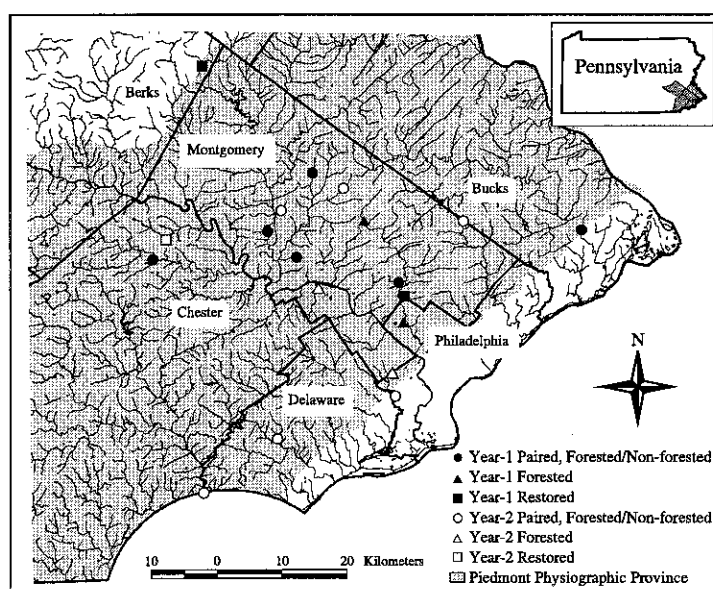 Pennsylvania
Berks
Montgomery
Bucks
Chester
Philadelphia
N
Delaware
Year-1 Paired, Forested/Non-forested
Year-1 Forested
Year-1 Restored
Year-2 Paired, Forested/Non-forested
Year-2 Forested
Year-2 Restored
Piedmont Physiographic Province
10 0 10 20 Kilometers